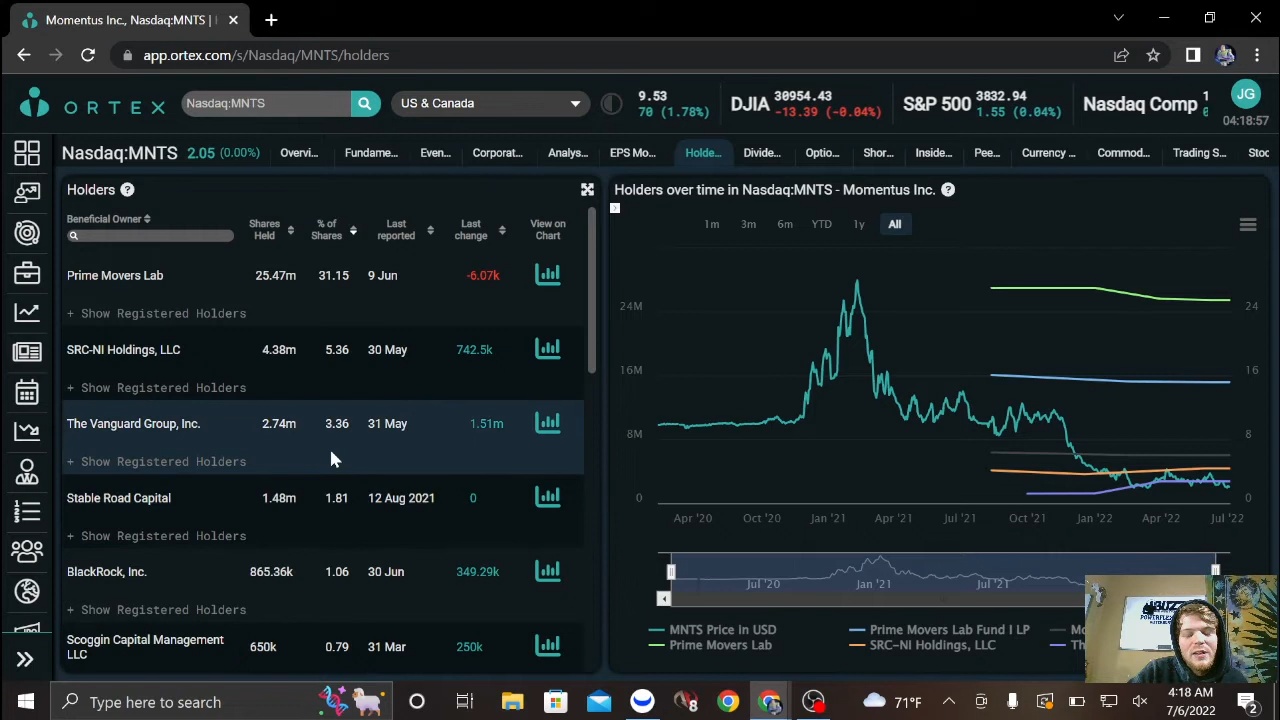 Momentus Inc., Nasdaq:MNTS |
app.ortex.com/s/Nasdaq/MNTS/holders
ORTEX
Nasdaq:MNTS
US & Canada
9.53
70 (1.78%)
DJIA
30954.43
-13.39 (-0.04%)
S&P 500
3832.94
1.55 (0.04%)
Nasdaq Comp
JG
04:18:57
Nasdaq:MNTS 2.05 (0.00%)
Overvi...
Fundame...
Even...
Corporat...
Analys...
EPS Mo...
Holde...
Divide...
Optio...
Shor...
Inside...
Pee...
Currency ...
Commod...
Trading S...
Stoc
Holders
Beneficial Owner
Shares Held
% of Shares
Last reported
Last change
View on Chart
Prime Movers Lab 25.47m 31.15 9 Jun -6.07k
+ Show Registered Holders
SRC-NI Holdings, LLC 4.38m 5.36 30 May 742.5k
+ Show Registered Holders
The Vanguard Group, Inc. 2.74m 3.36 31 May 1.51m
+ Show Registered Holders
Stable Road Capital 1.48m 1.81 12 Aug 2021 0
+ Show Registered Holders
BlackRock, Inc. 865.36k 1.06 30 Jun 349.29k
+ Show Registered Holders
Scoggin Capital Management LLC 650k 0.79 31 Mar 250k
Holders over time in Nasdaq:MNTS - Momentus Inc.
1m 3m 6m YTD 1y All
24M 24
16M 16
8M 8
0 0
Apr '20 Oct '20 Jan '21 Apr '21 Jul '21 Oct '21 Jan '22 Apr '22 Jul '22
Jul '20 Jan '21 Jul '21
MNTS Price in USD
Prime Movers Lab Fund I LP
Mo
Prime Movers Lab
SRC-NI Holdings, LLC
Th
Type here to search
71°F
4:18 AM
7/6/2022
2